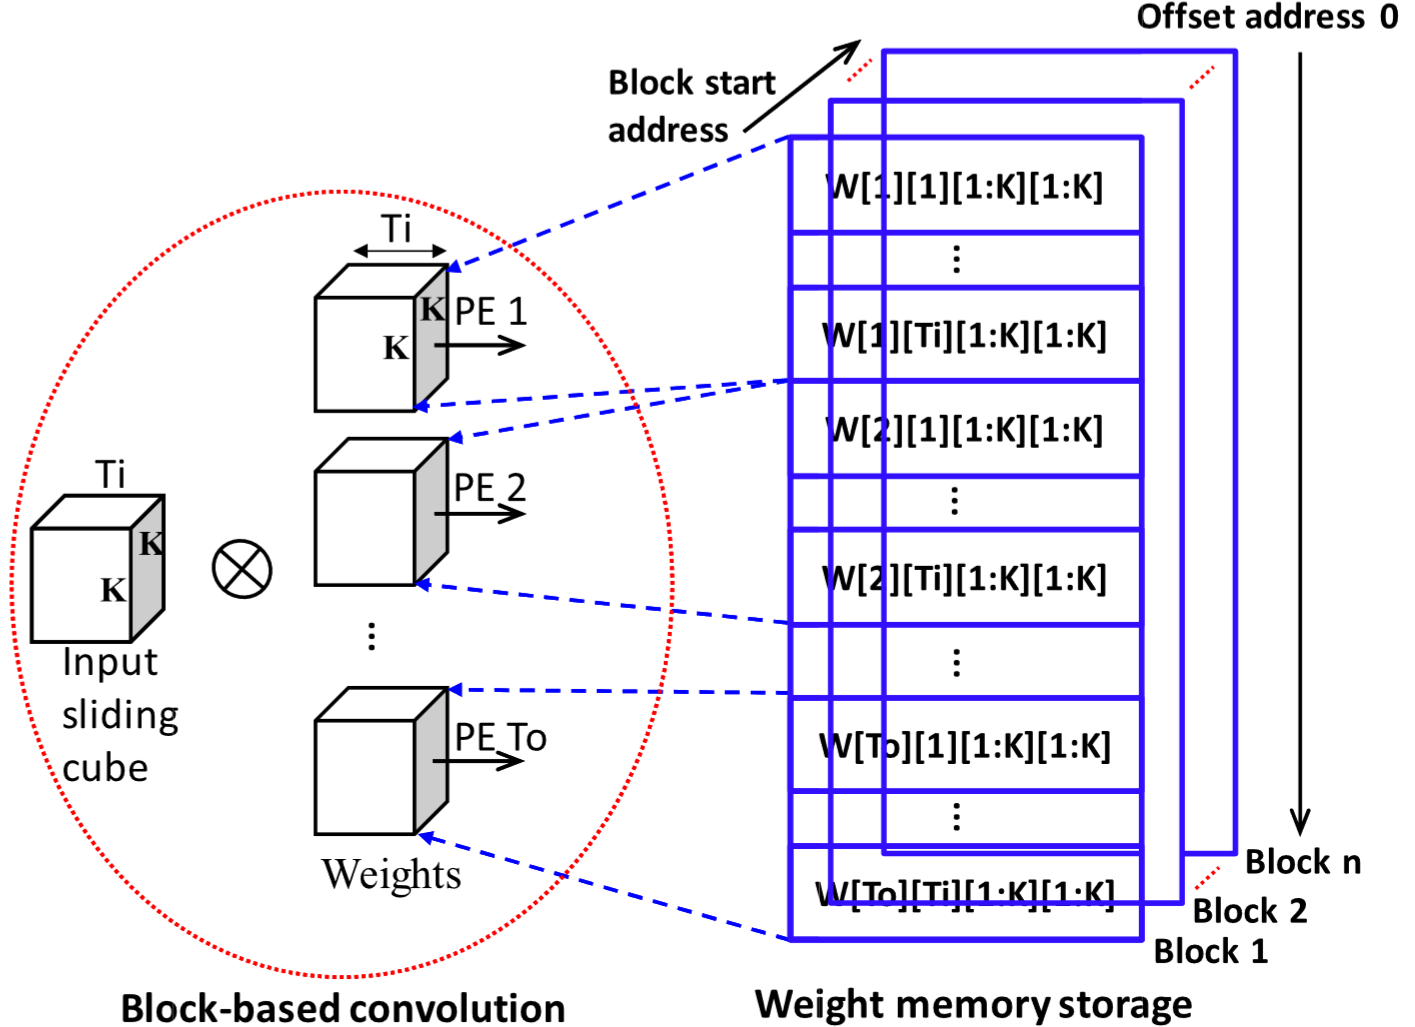 Offset address 0
Block start
address
W[1][1][1:K][1:K]
⋮
W[1][Ti][1:K][1:K]
W[2][1][1:K][1:K]
⋮
W[2][Ti][1:K][1:K]
⋮
W[To][1][1:K][1:K]
⋮
W[To][Ti][1:K][1:K]
Block n
Block 2
Block 1
Ti
K
K
PE 1
PE 2
⋮
PE To
Weights
Ti
K
K
Input
sliding
cube
Block-based convolution
Weight memory storage